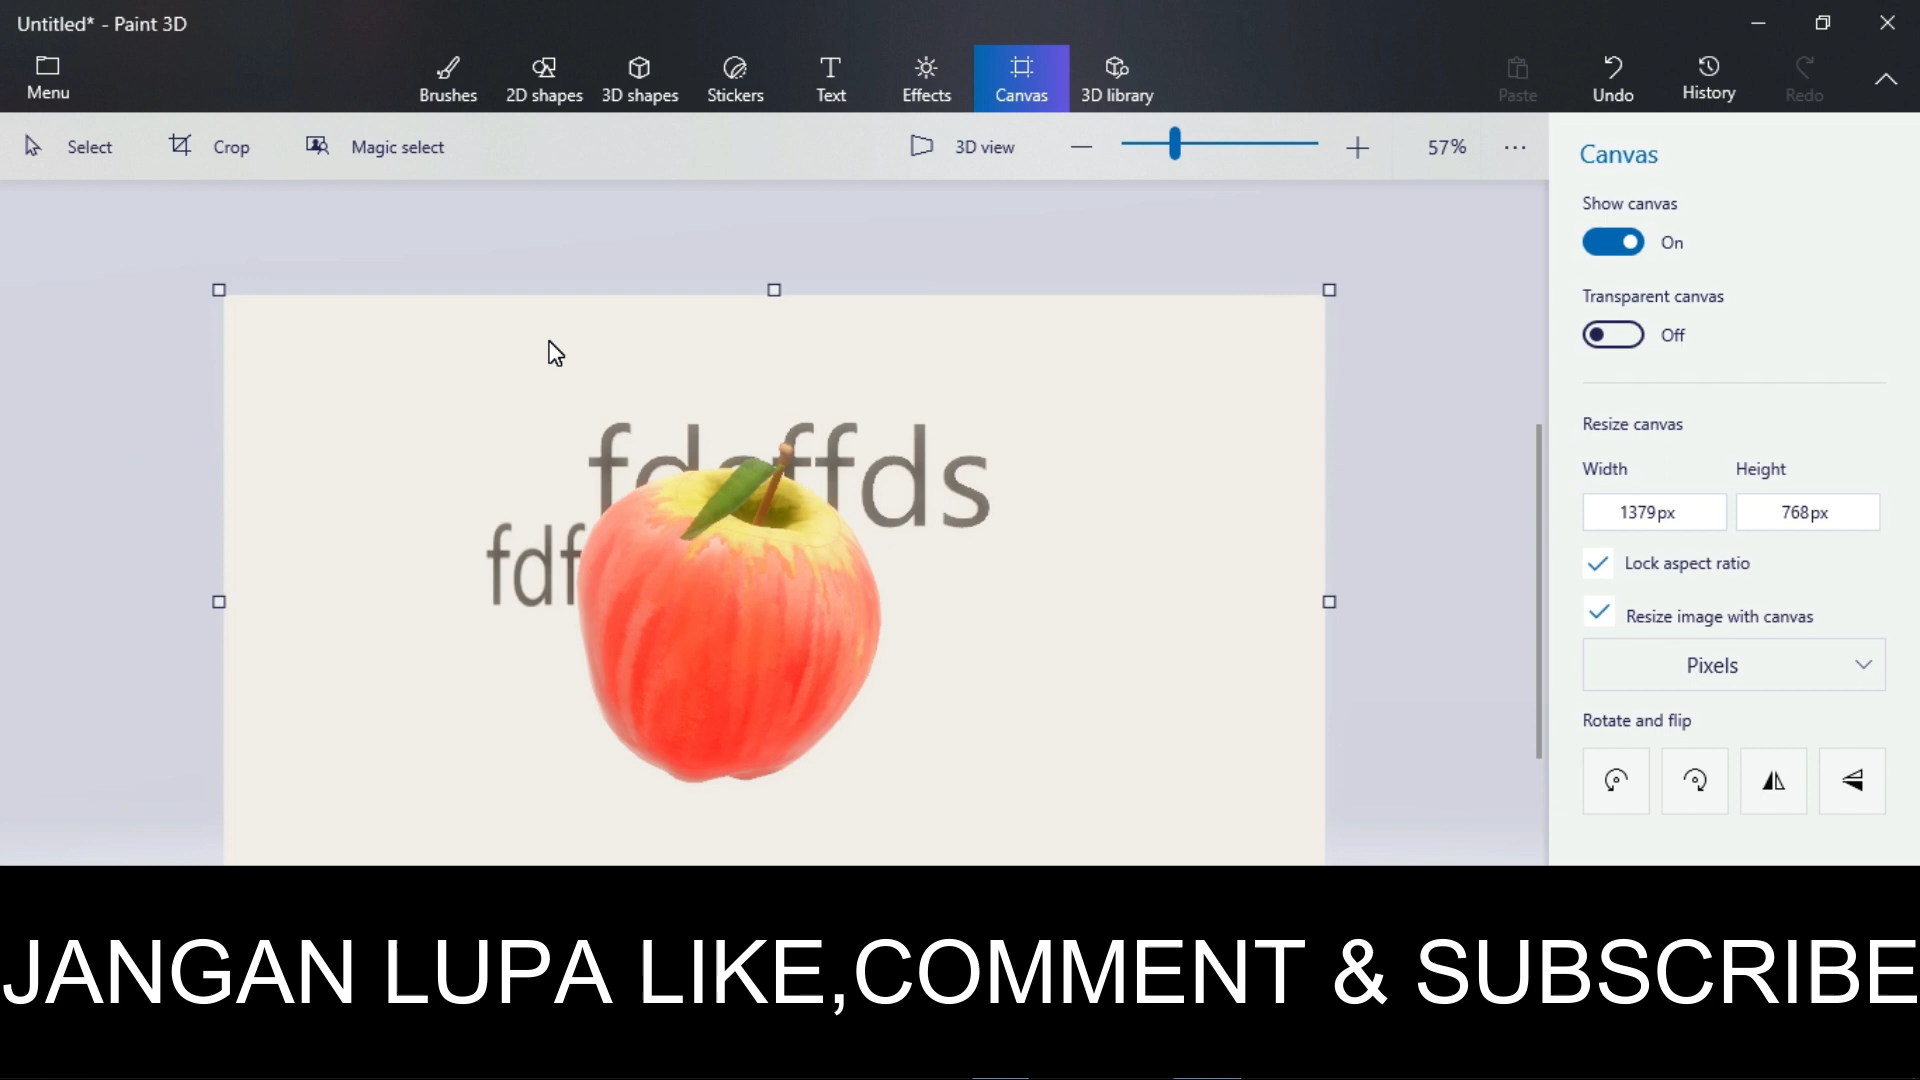 Untitled* - Paint 3D
Menu
Brushes
2D shapes
3D shapes
Stickers
Text
Effects
Canvas
3D library
Paste
Undo
History
Redo
Select
Crop
Magic select
3D view
57%
Canvas
Show canvas
On
Transparent canvas
Off
Resize canvas
Width Height
1379px 768px
Lock aspect ratio
Resize image with canvas
Pixels
Rotate and flip
JANGAN LUPA LIKE,COMMENT & SUBSCRIBE